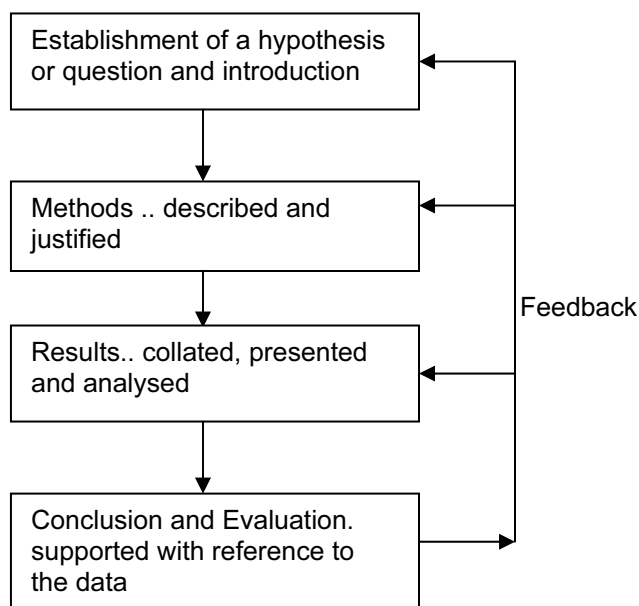 Establishment of a hypothesis
or question and introduction
Methods .. described and
justified
Feedback
Results.. collated, presented
and analysed
Conclusion and Evaluation.
supported with reference to
the data